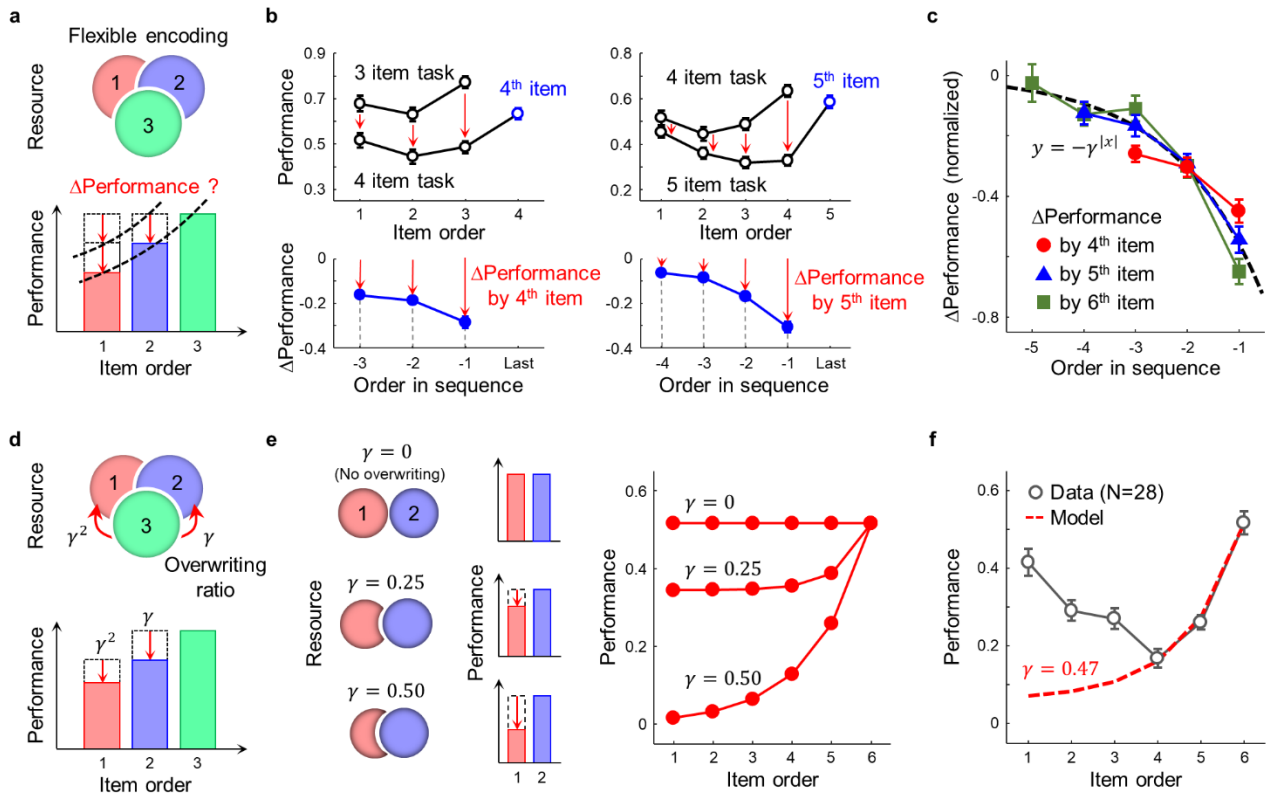 a
Flexible encoding
Resource
1
2
3
ΔPerformance ?
Performance
1 2 3
Item order
b
Performance
0.9
0.7
0.5
0.3
3 item task
4th item
4 item task
1 2 3 4
Item order
ΔPerformance
0
-0.2
-0.4
ΔPerformance
by 4th item
-3 -2 -1 Last
Order in sequence
0.8
0.6
0.4
0.2
4 item task
5th item
5 item task
1 2 3 4 5
Item order
0
-0.2
-0.4
ΔPerformance
by 5th item
-4 -3 -2 -1 Last
Order in sequence
c
ΔPerformance (normalized)
0
-0.4
-0.8
y = −γ|x|
ΔPerformance
by 4th item
by 5th item
by 6th item
-5 -4 -3 -2 -1
Order in sequence
d
Resource
1
2
3
γ2
γ
Overwriting
ratio
Performance
γ2
γ
1 2 3
Item order
e
Resource
γ = 0
(No overwriting)
1 2
γ = 0.25
γ = 0.50
Performance
1 2
Performance
0.6
0.4
0.2
0
γ = 0
γ = 0.25
γ = 0.50
1 2 3 4 5 6
Item order
f
Performance
0.6
0.4
0.2
0
Data (N=28)
Model
γ = 0.47
1 2 3 4 5 6
Item order